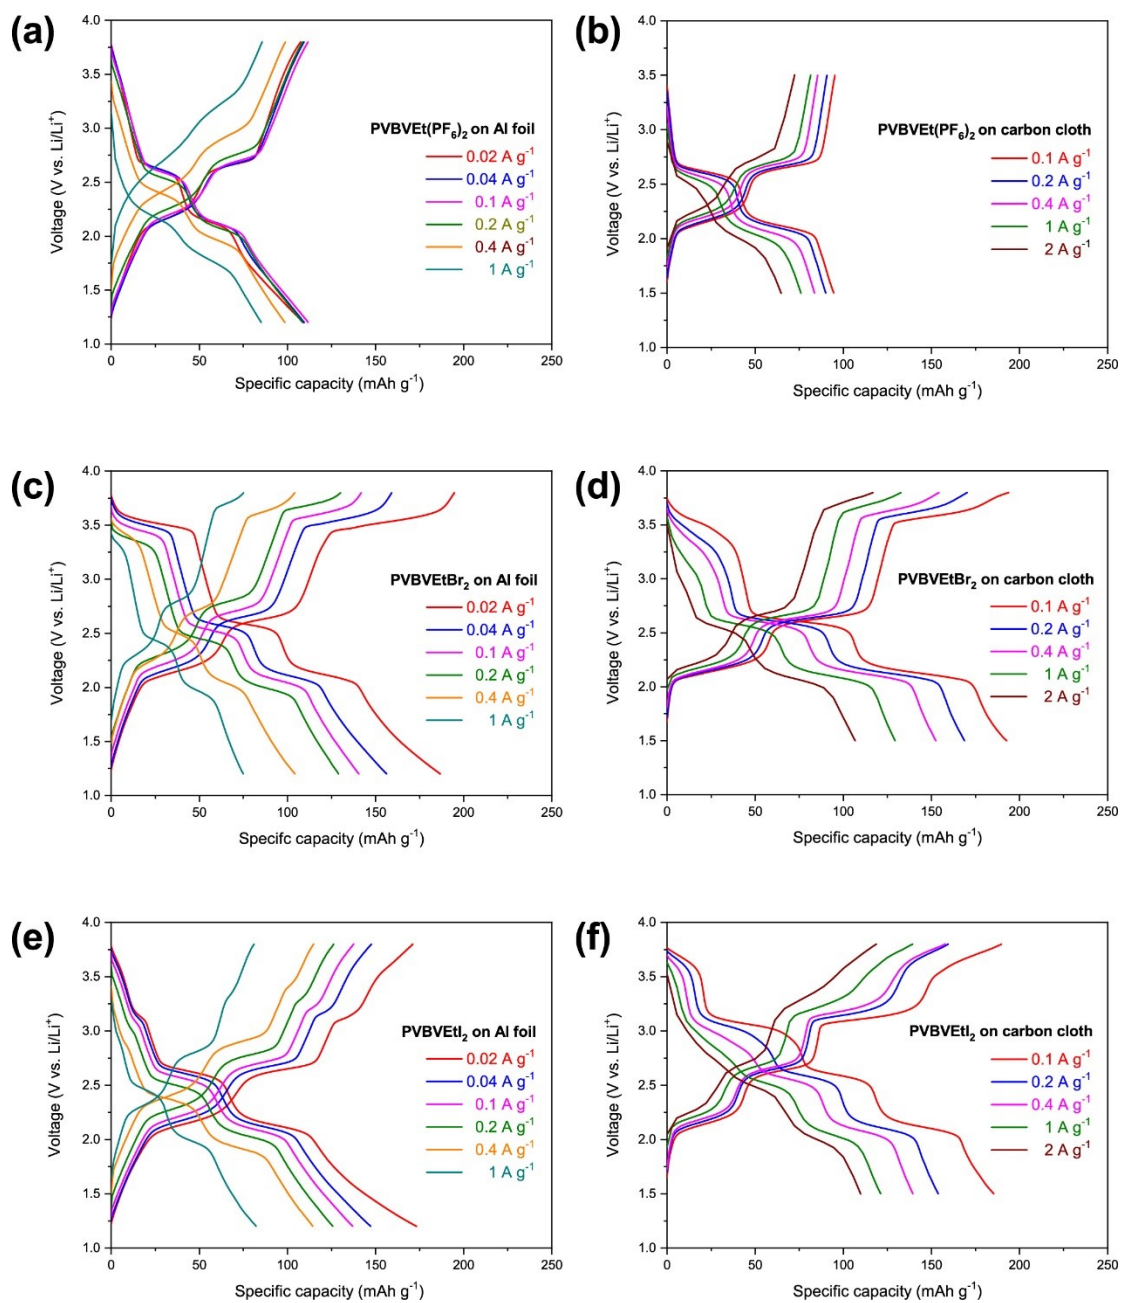 (a)
4.0
3.5
3.0
2.5
2.0
1.5
1.0
Voltage (V vs. Li/Li⁺)
PVBVEt(PF₆)₂ on Al foil
0.02 A g⁻¹
0.04 A g⁻¹
0.1 A g⁻¹
0.2 A g⁻¹
0.4 A g⁻¹
1 A g⁻¹
0 50 100 150 200 250
Specific capacity (mAh g⁻¹)
(b)
4.0
3.5
3.0
2.5
2.0
1.5
1.0
Voltage (V vs. Li/Li⁺)
PVBVEt(PF₆)₂ on carbon cloth
0.1 A g⁻¹
0.2 A g⁻¹
0.4 A g⁻¹
1 A g⁻¹
2 A g⁻¹
0 50 100 150 200 250
Specific capacity (mAh g⁻¹)
(c)
4.0
3.5
3.0
2.5
2.0
1.5
1.0
Voltage (V vs. Li/Li⁺)
PVBVEtBr₂ on Al foil
0.02 A g⁻¹
0.04 A g⁻¹
0.1 A g⁻¹
0.2 A g⁻¹
0.4 A g⁻¹
1 A g⁻¹
0 50 100 150 200 250
Specifc capacity (mAh g⁻¹)
(d)
4.0
3.5
3.0
2.5
2.0
1.5
1.0
Voltage (V vs. Li/Li⁺)
PVBVEtBr₂ on carbon cloth
0.1 A g⁻¹
0.2 A g⁻¹
0.4 A g⁻¹
1 A g⁻¹
2 A g⁻¹
0 50 100 150 200 250
Specific capacity (mAh g⁻¹)
(e)
4.0
3.5
3.0
2.5
2.0
1.5
1.0
Voltage (V vs. Li/Li⁺)
PVBVEtI₂ on Al foil
0.02 A g⁻¹
0.04 A g⁻¹
0.1 A g⁻¹
0.2 A g⁻¹
0.4 A g⁻¹
1 A g⁻¹
0 50 100 150 200 250
Specific capacity (mAh g⁻¹)
(f)
4.0
3.5
3.0
2.5
2.0
1.5
1.0
Voltage (V vs. Li/Li⁺)
PVBVEtI₂ on carbon cloth
0.1 A g⁻¹
0.2 A g⁻¹
0.4 A g⁻¹
1 A g⁻¹
2 A g⁻¹
0 50 100 150 200 250
Specific capacity (mAh g⁻¹)